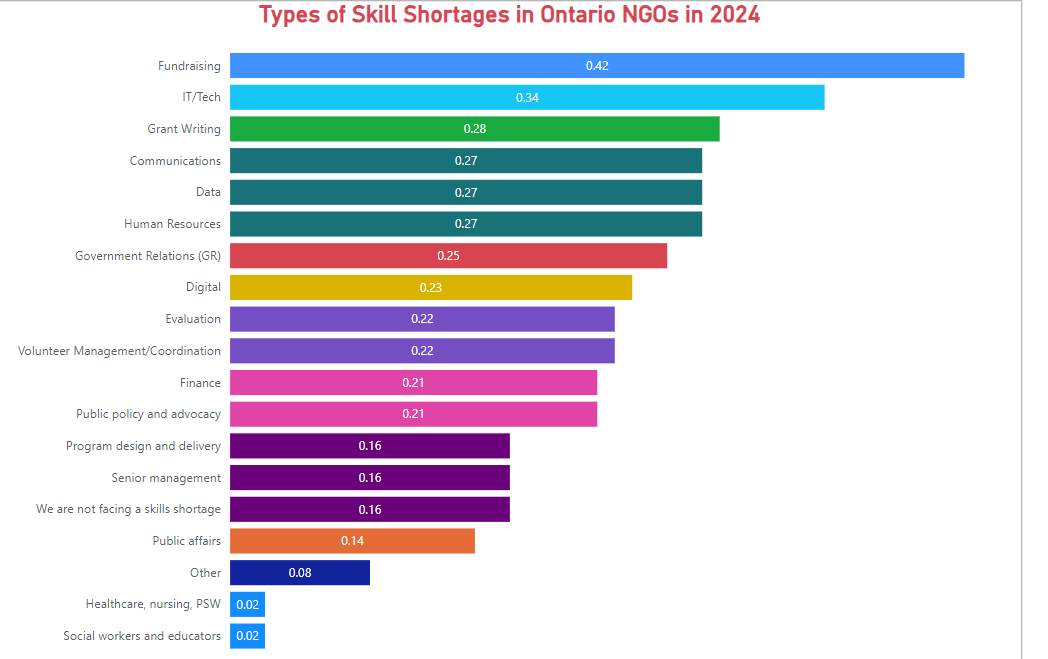 Types of Skill Shortages in Ontario NGOs in 2024
Fundraising 0.42
IT/Tech 0.34
Grant Writing 0.28
Communications 0.27
Data 0.27
Human Resources 0.27
Government Relations (GR) 0.25
Digital 0.23
Evaluation 0.22
Volunteer Management/Coordination 0.22
Finance 0.21
Public policy and advocacy 0.21
Program design and delivery 0.16
Senior management 0.16
We are not facing a skills shortage 0.16
Public affairs 0.14
Other 0.08
Healthcare, nursing, PSW 0.02
Social workers and educators 0.02